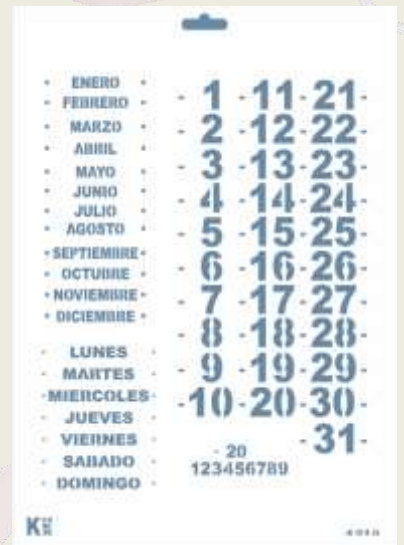 ENERO
FEBRERO
MARZO
ABRIL
MAYO
JUNIO
JULIO
AGOSTO
SEPTIEMBRE
OCTUBRE
NOVIEMBRE
DICIEMBRE
LUNES
MARTES
MIERCOLES
JUEVES
VIERNES
SABADO
DOMINGO
- 1 - 11 - 21 -
- 2 - 12 - 22 -
- 3 - 13 - 23 -
- 4 - 14 - 24 -
- 5 - 15 - 25 -
- 6 - 16 - 26 -
- 7 - 17 - 27 -
- 8 - 18 - 28 -
- 9 - 19 - 29 -
- 10 - 20 - 30 -
- 31 -
- 20
123456789
K